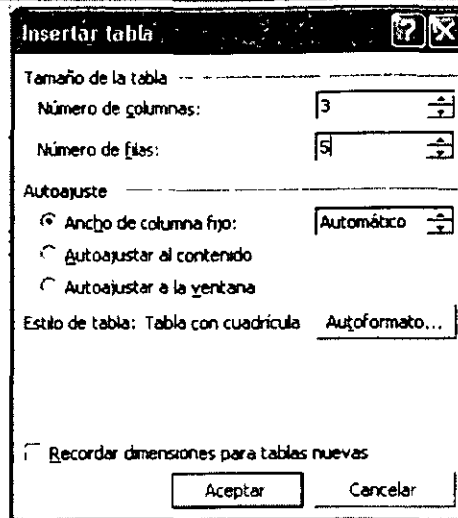 Insertar tabla
Tamaño de la tabla
Número de columnas: 3
Número de filas: 5
Autoajuste
Ancho de columna fijo: Automático
Autoajustar al contenido
Autoajustar a la ventana
Estilo de tabla: Tabla con cuadrícula Autoformato...
Recordar dimensiones para tablas nuevas
Aceptar Cancelar